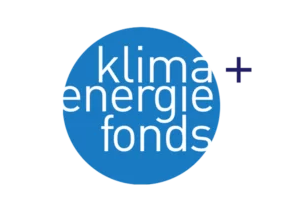 klima +
energie
fonds